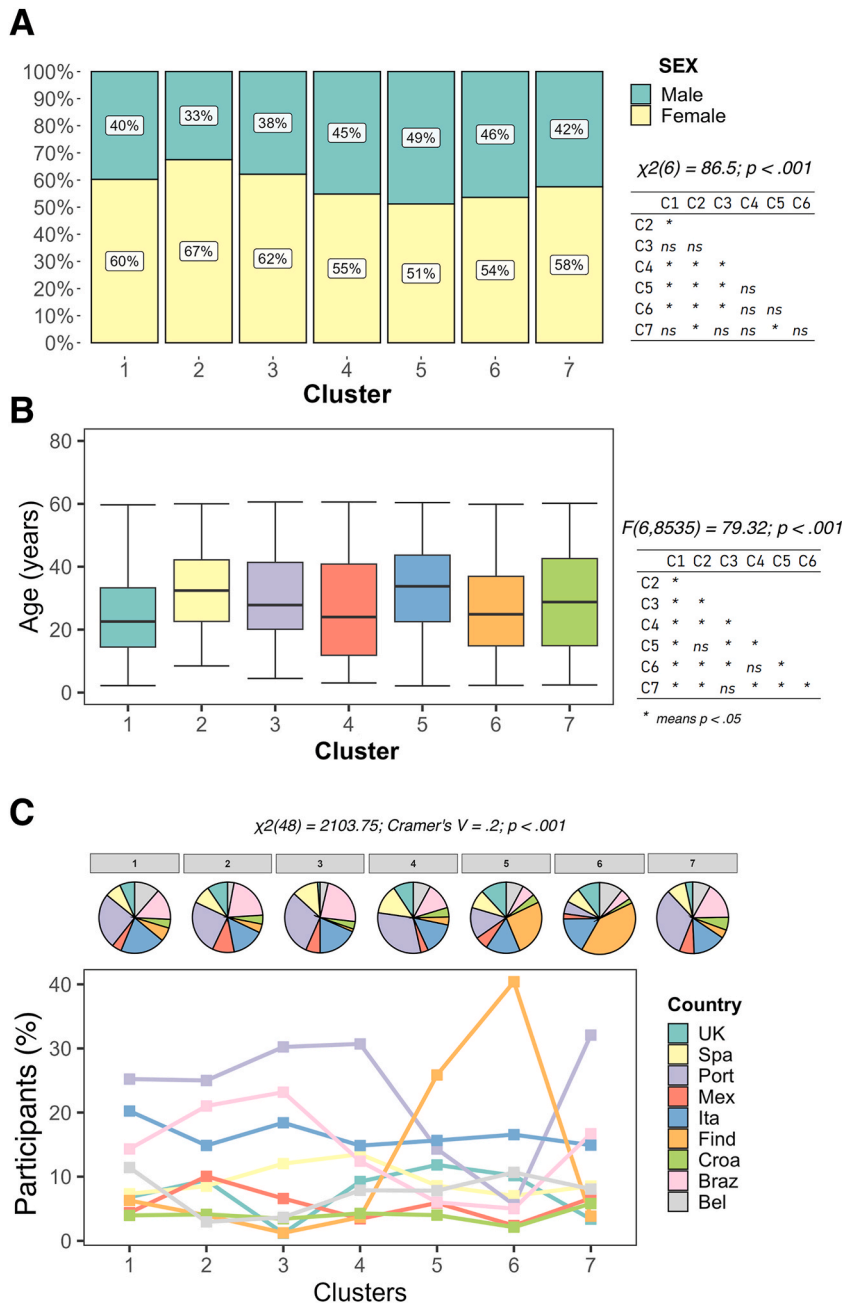 A
100%
90%
80%
70%
60%
50%
40%
30%
20%
10%
0%
40%
33%
38%
45%
49%
46%
42%
60%
67%
62%
55%
51%
54%
58%
1 2 3 4 5 6 7
Cluster
SEX
Male
Female
χ2(6) = 86.5; p < .001
C1 C2 C3 C4 C5 C6
C2 *
C3 ns ns
C4 * * *
C5 * * * ns
C6 * * * ns ns
C7 ns * ns ns * ns
B
Age (years)
80
60
40
20
0
1 2 3 4 5 6 7
Cluster
F(6,8535) = 79.32; p < .001
C1 C2 C3 C4 C5 C6
C2 *
C3 * *
C4 * * *
C5 * ns * *
C6 * * * ns *
C7 * * ns * * *
* means p < .05
C
χ2(48) = 2103.75; Cramer's V = .2; p < .001
1 2 3 4 5 6 7
Participants (%)
40
30
20
10
0
1 2 3 4 5 6 7
Clusters
Country
UK
Spa
Port
Mex
Ita
Find
Croa
Braz
Bel